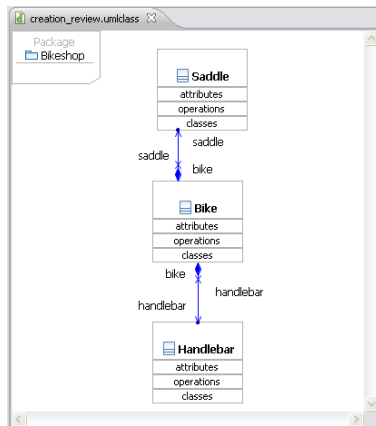 creation_review.umlclass
Package
Bikeshop
Saddle
attributes
operations
classes
saddle
saddle
bike
Bike
attributes
operations
classes
bike
handlebar
handlebar
Handlebar
attributes
operations
classes